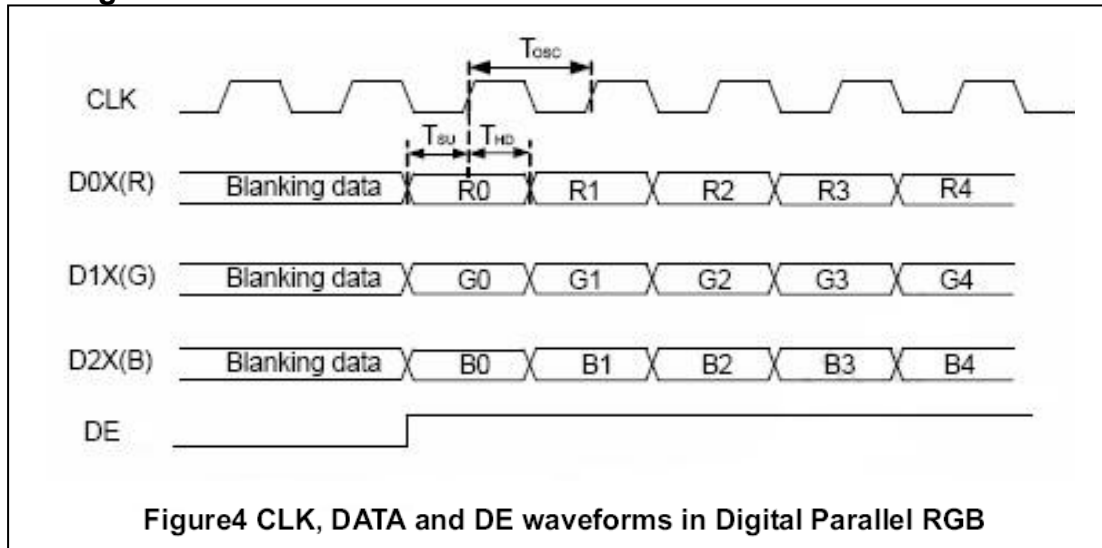 Tosc
CLK
TSU THD
D0X(R) Blanking data R0 R1 R2 R3 R4
D1X(G) Blanking data G0 G1 G2 G3 G4
D2X(B) Blanking data B0 B1 B2 B3 B4
DE
Figure4 CLK, DATA and DE waveforms in Digital Parallel RGB